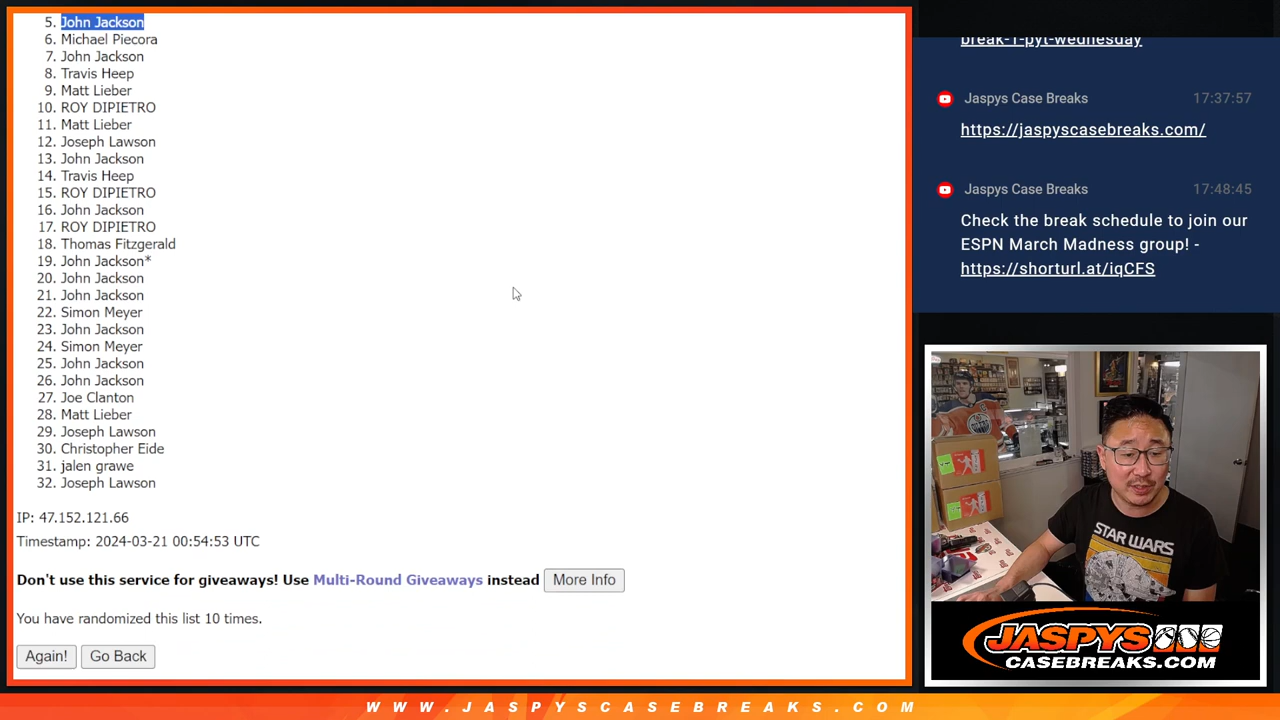 5. John Jackson
6. Michael Piecora
7. John Jackson
8. Travis Heep
9. Matt Lieber
10. ROY DIPIETRO
11. Matt Lieber
12. Joseph Lawson
13. John Jackson
14. Travis Heep
15. ROY DIPIETRO
16. John Jackson
17. ROY DIPIETRO
18. Thomas Fitzgerald
19. John Jackson*
20. John Jackson
21. John Jackson
22. Simon Meyer
23. John Jackson
24. Simon Meyer
25. John Jackson
26. John Jackson
27. Joe Clanton
28. Matt Lieber
29. Joseph Lawson
30. Christopher Eide
31. jalen grawe
32. Joseph Lawson
IP: 47.152.121.66
Timestamp: 2024-03-21 00:54:53 UTC
Don't use this service for giveaways! Use Multi-Round Giveaways instead More Info
You have randomized this list 10 times.
Again! Go Back
break-1-pyt-wednesday
Jaspys Case Breaks 17:37:57
https://jaspyscasebreaks.com/
Jaspys Case Breaks 17:48:45
Check the break schedule to join our
ESPN March Madness group! -
https://shorturl.at/iqCFS
STAR WARS
JASPYS
CASEBREAKS.COM
WWW.JASPYSCASEBREAKS.COM